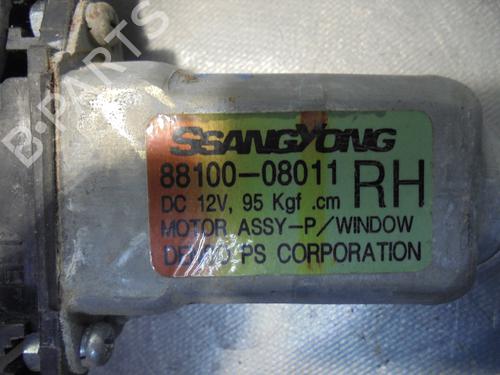 B-PARTS
SSANGYONG
88100-08011 RH
DC 12V, 95 Kgf .cm
MOTOR ASSY-P/WINDOW
PS CORPORATION